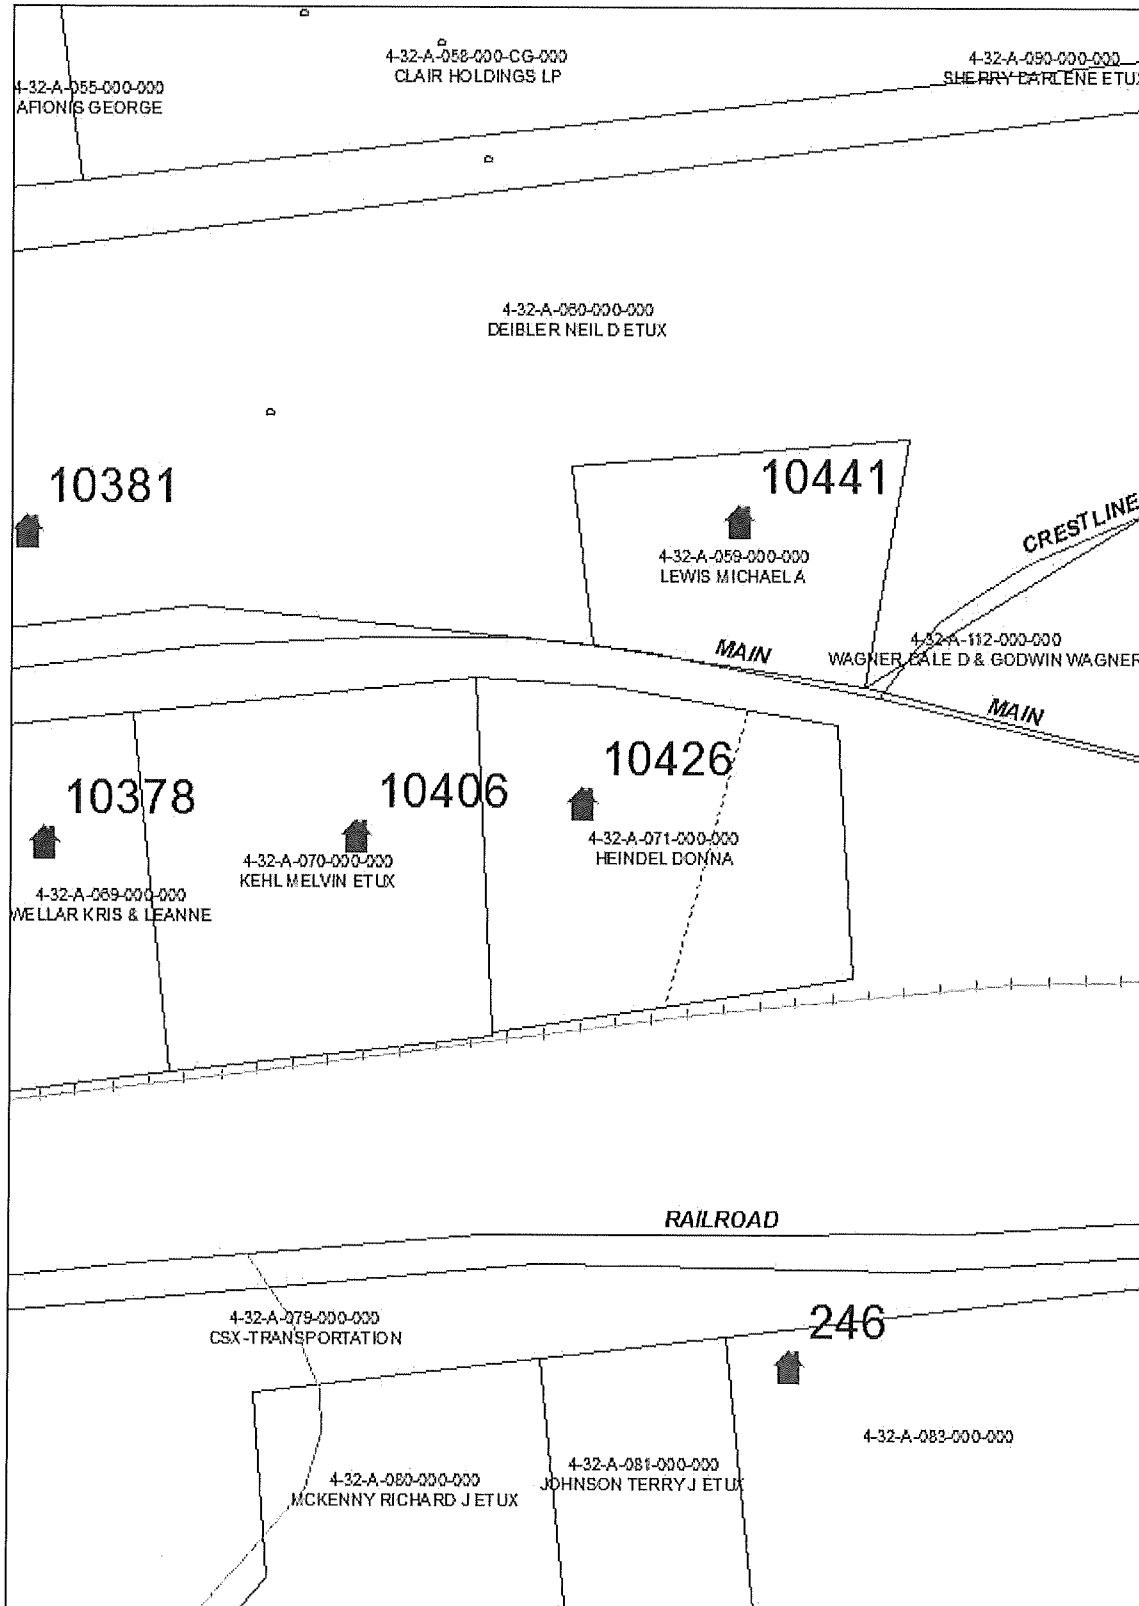 4-32-A-058-000-CG-000
CLAIR HOLDINGS LP
4-32-A-090-000-000
SHERRY DARLENE ETUX
4-32-A-055-000-000
AFIONIS GEORGE
4-32-A-060-000-000
DEIBLER NEIL D ETUX
10381
10441
4-32-A-059-000-000
LEWIS MICHAEL A
CRESTLINE
4-32-A-112-000-000
WAGNER DALE D & GODWIN WAGNER
MAIN
MAIN
10426
10378
10406
4-32-A-071-000-000
HEINDEL DONNA
4-32-A-070-000-000
KEHL MELVIN ETUX
4-32-A-069-000-000
WELLAR KRIS & LEANNE
RAILROAD
4-32-A-079-000-000
CSX-TRANSPORTATION
246
4-32-A-083-000-000
4-32-A-081-000-000
JOHNSON TERRY J ETUX
4-32-A-080-000-000
MCKENNY RICHARD J ETUX